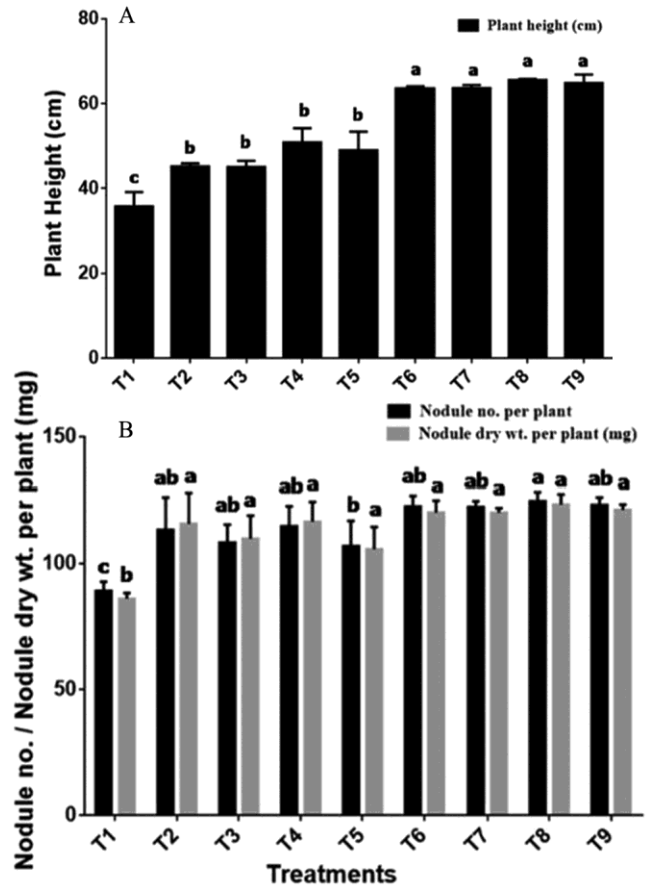 A
Plant height (cm)
Plant Height (cm)
80
60
40
20
0
c b b b b a a a a
T1 T2 T3 T4 T5 T6 T7 T8 T9
B
Nodule no. per plant
Nodule dry wt. per plant (mg)
Nodule no. / Nodule dry wt. per plant (mg)
150
100
50
0
c b ab a ab a ab a b a ab a ab a a a ab a
T1 T2 T3 T4 T5 T6 T7 T8 T9
Treatments